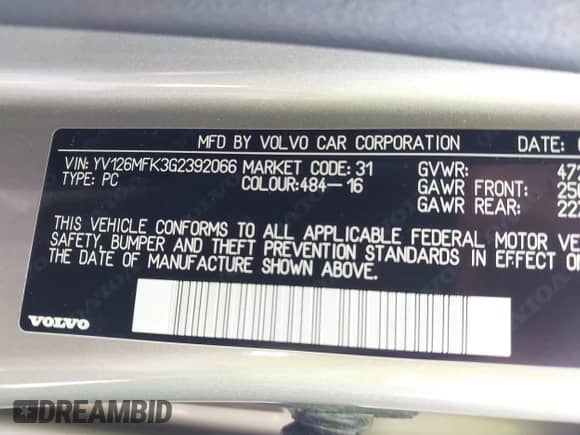 MFD BY VOLVO CAR CORPORATION DATE:
VIN: YV126MFK3G2392066 MARKET CODE: 31 GVWR:
TYPE: PC COLOUR:484-16 GAWR FRONT:
GAWR REAR:
THIS VEHICLE CONFORMS TO ALL APPLICABLE FEDERAL MOTOR
SAFETY, BUMPER AND THEFT PREVENTION STANDARDS IN EFFECT
THE DATE OF MANUFACTURE SHOWN ABOVE.
VOLVO
DREAMBID